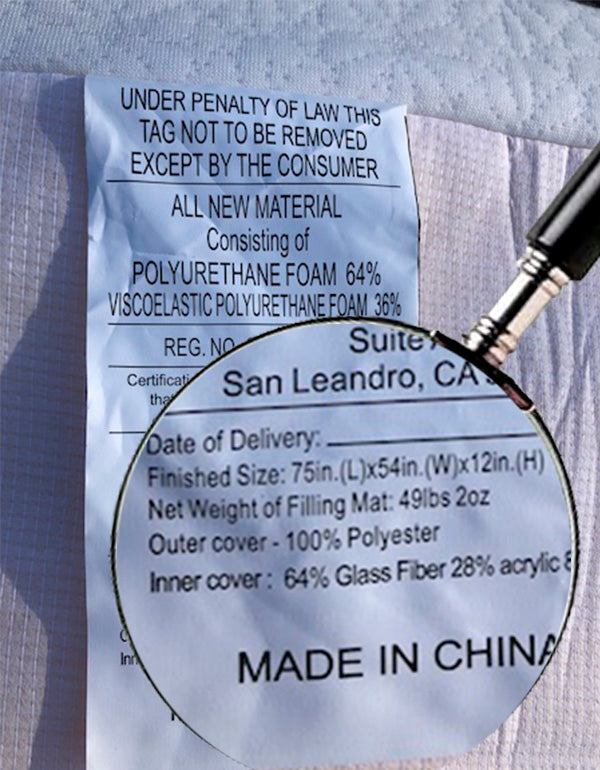 UNDER PENALTY OF LAW THIS
TAG NOT TO BE REMOVED
EXCEPT BY THE CONSUMER
ALL NEW MATERIAL
Consisting of
POLYURETHANE FOAM 64%
VISCOELASTIC POLYURETHANE FOAM 36%
REG. NO.
Suite
San Leandro, CA
Date of Delivery:
Finished Size: 75in.(L)x54in.(W)x12in.(H)
Net Weight of Filling Mat: 49lbs 2oz
Outer cover - 100% Polyester
Inner cover : 64% Glass Fiber 28% acrylic
MADE IN CHINA